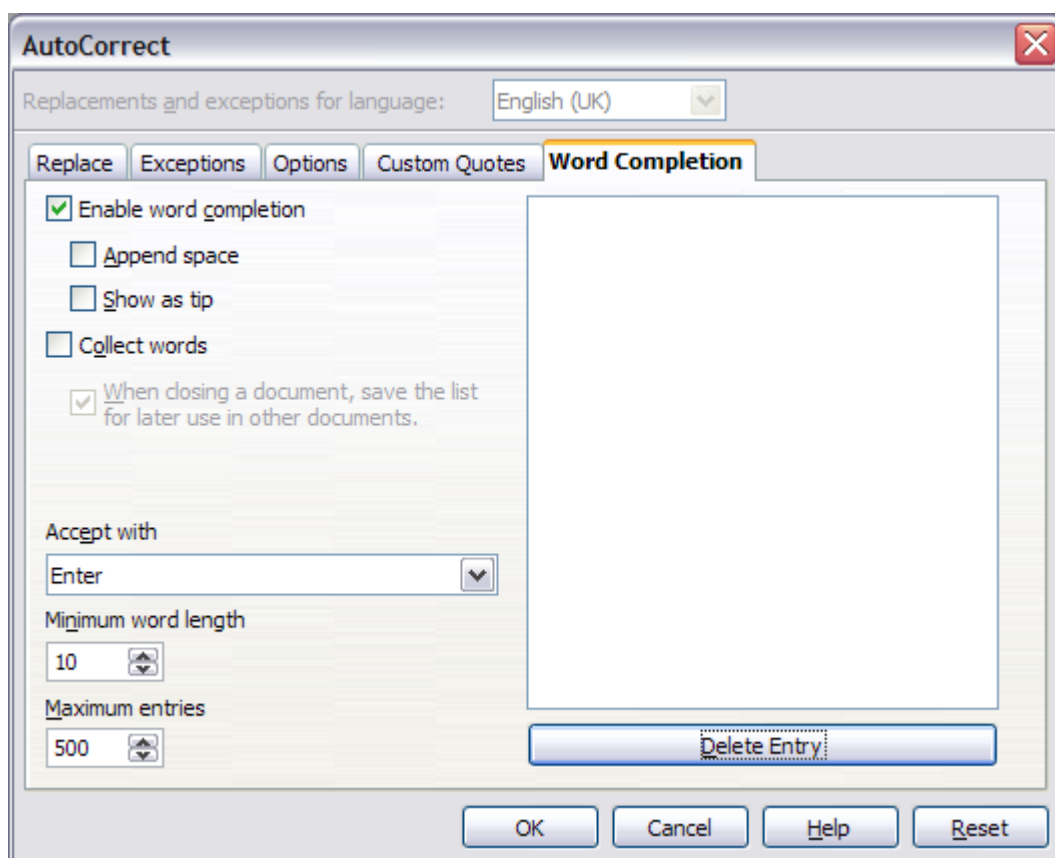 AutoCorrect
Replacements and exceptions for language: English (UK)
Replace Exceptions Options Custom Quotes Word Completion
Enable word completion
Append space
Show as tip
Collect words
When closing a document, save the list
for later use in other documents.
Accept with
Enter
Minimum word length
10
Maximum entries
500
Delete Entry
OK Cancel Help Reset